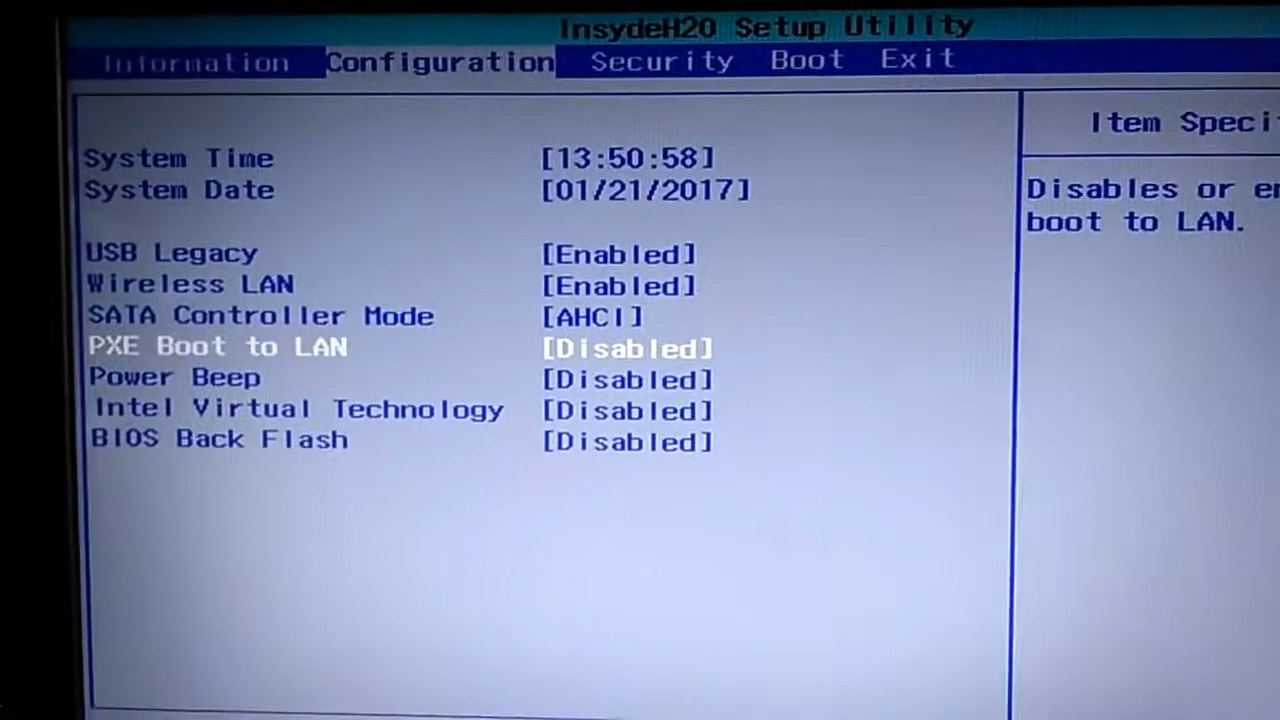 InsydeH20 Setup Utility
Information Configuration Security Boot Exit
Item Speci
System Time [13:50:58]
System Date [01/21/2017]
Disables or en
boot to LAN.
USB Legacy [Enabled]
Wireless LAN [Enabled]
SATA Controller Mode [AHCI]
PXE Boot to LAN [Disabled]
Power Beep [Disabled]
Intel Virtual Technology [Disabled]
BIOS Back Flash [Disabled]